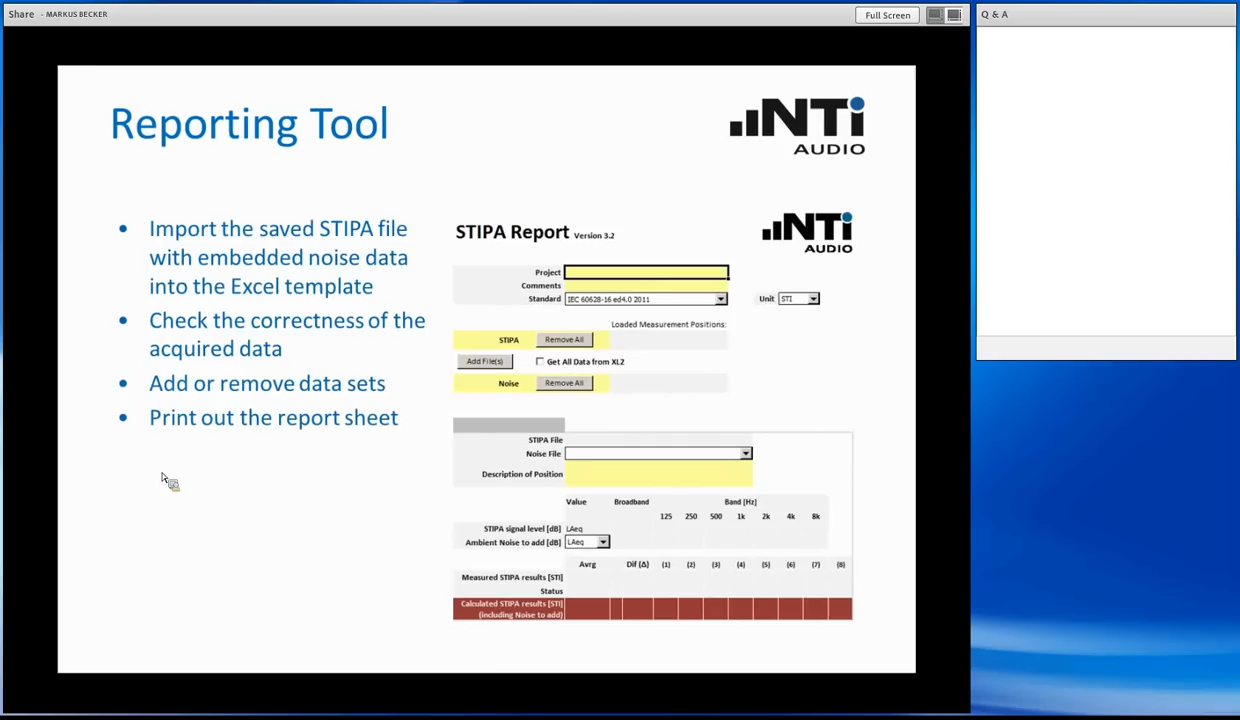 Share - MARKUS BECKER
Full Screen
Q & A
Reporting Tool
NTi
AUDIO
• Import the saved STIPA file
with embedded noise data
into the Excel template
• Check the correctness of the
acquired data
• Add or remove data sets
• Print out the report sheet
STIPA Report Version 3.2
NTi
AUDIO
Project
Comments
Standard IEC 60628-16 ed4.0 2011 Unit STI
Loaded Measurement Positions:
STIPA Remove All
Add File(s) Get All Data from XL2
Noise Remove All
STIPA File
Noise File
Description of Position
Value Broadband Band [Hz]
125 250 500 1k 2k 4k 8k
STIPA signal level [dB] LAeq
Ambient Noise to add [dB] LAeq
Avrg Dif (Δ) (1) (2) (3) (4) (5) (6) (7) (8)
Measured STIPA results [STI]
Status
Calculated STIPA results [STI]
(including Noise to add)